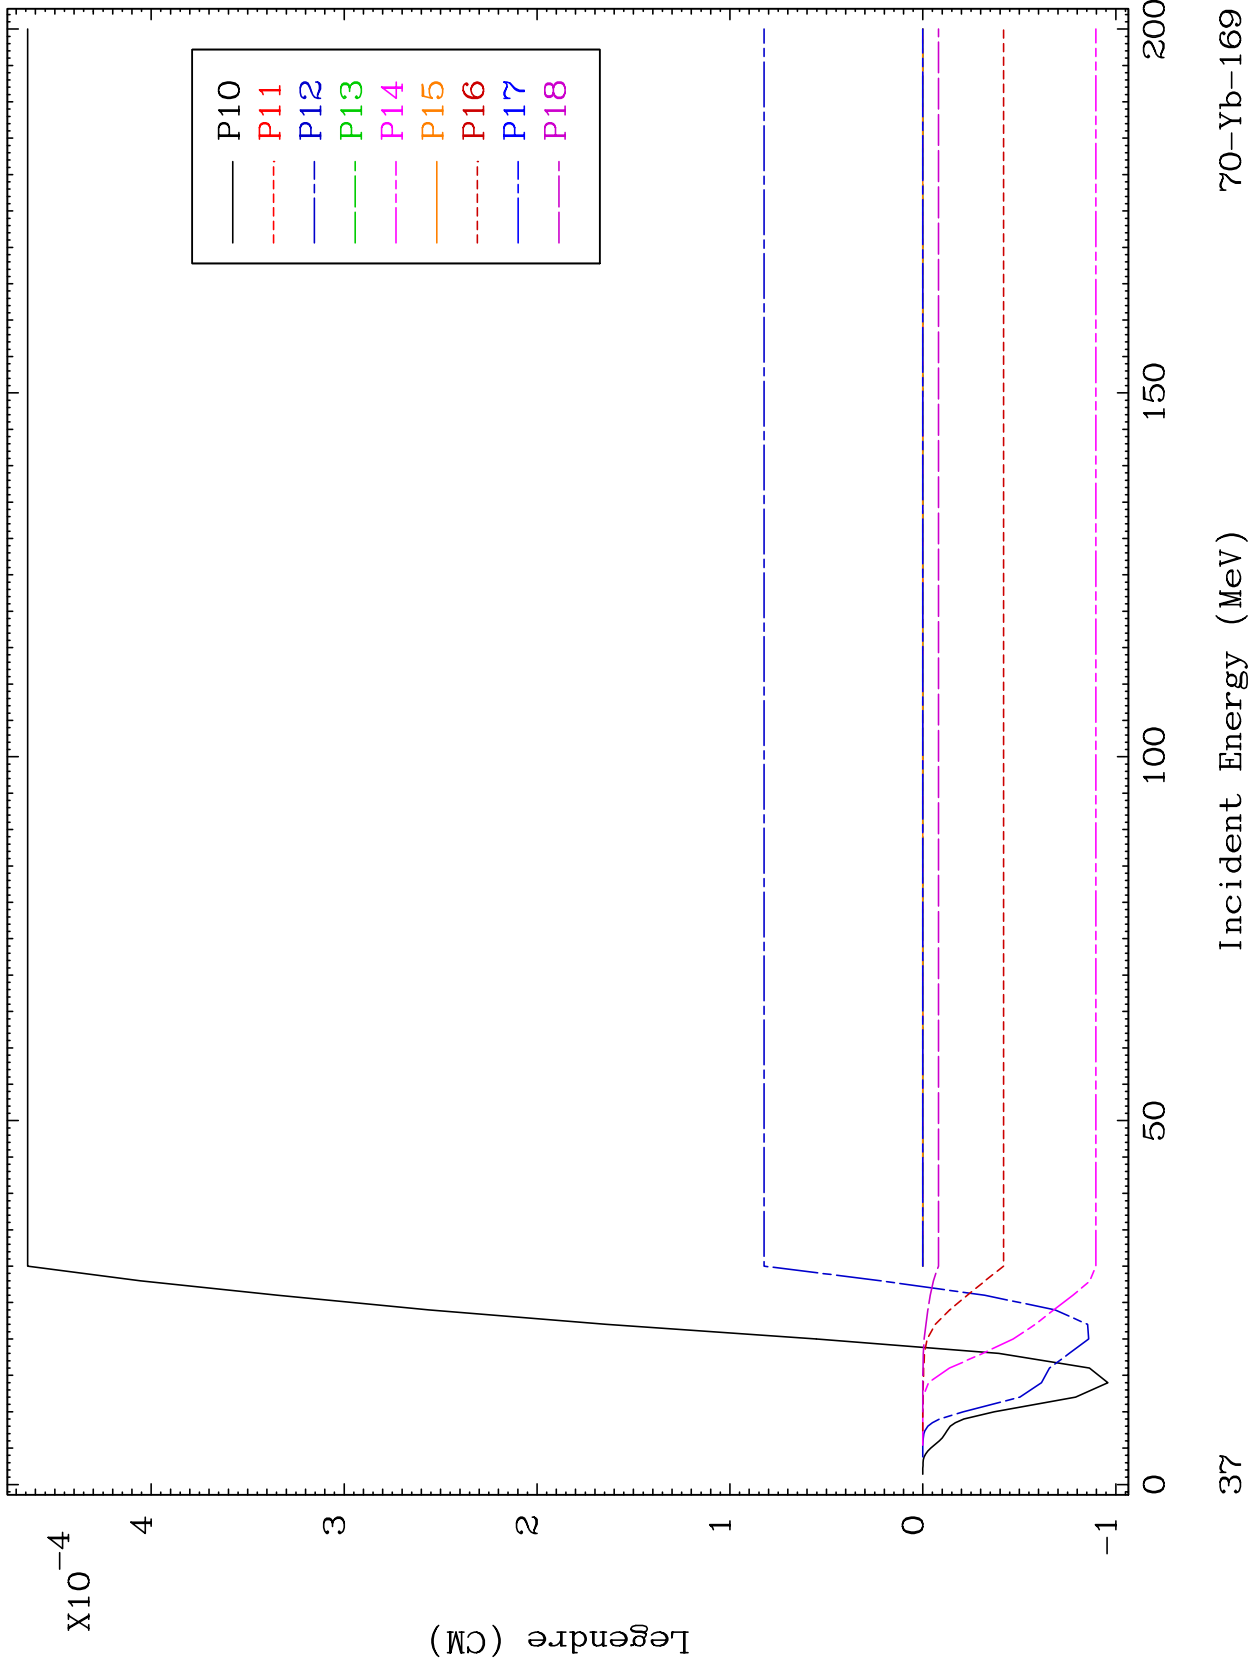 X10-4
Legendre (CM)
4
3
2
1
0
-1
P10
P11
P12
P13
P14
P15
P16
P17
P18
0
50
100
150
200
37
Incident Energy (MeV)
70-Yb-169